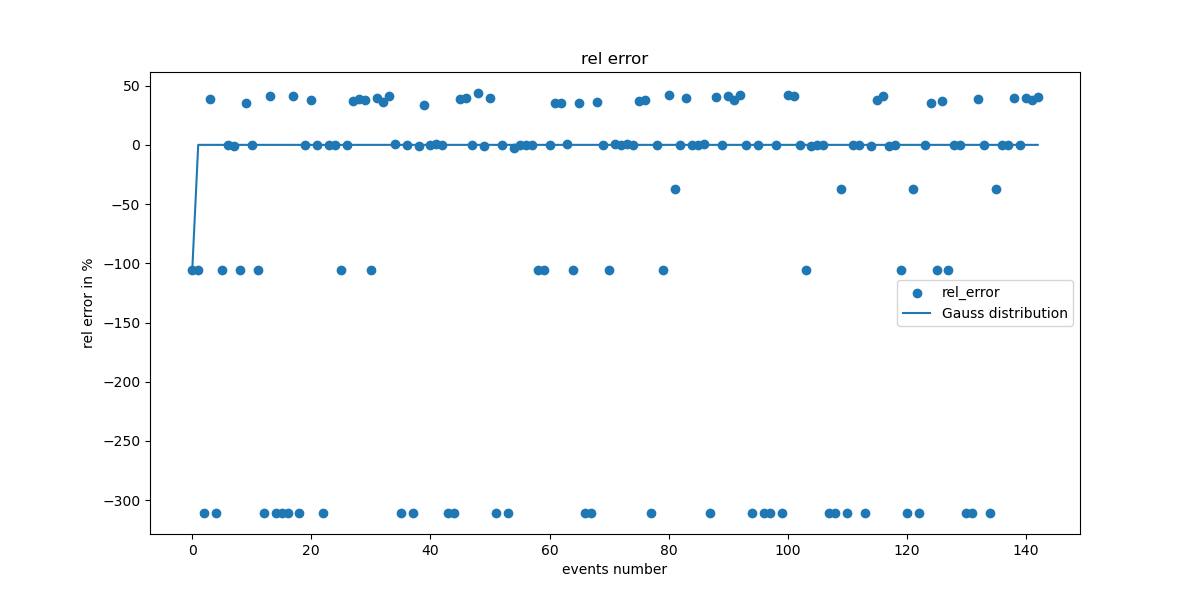 rel error
50
0
−50
−100
−150
−200
−250
−300
rel error in %
0 20 40 60 80 100 120 140
events number
rel_error
Gauss distribution